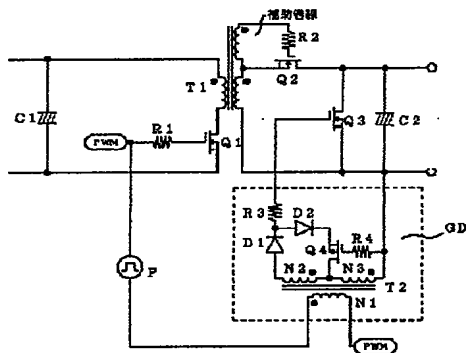 補助巻線
R2
T1
Q2
C1
R1
Q1
Q3
C2
PWM
R3
D2
GD
D1
Q4
R4
P
N2
N3
T2
N1
PWM